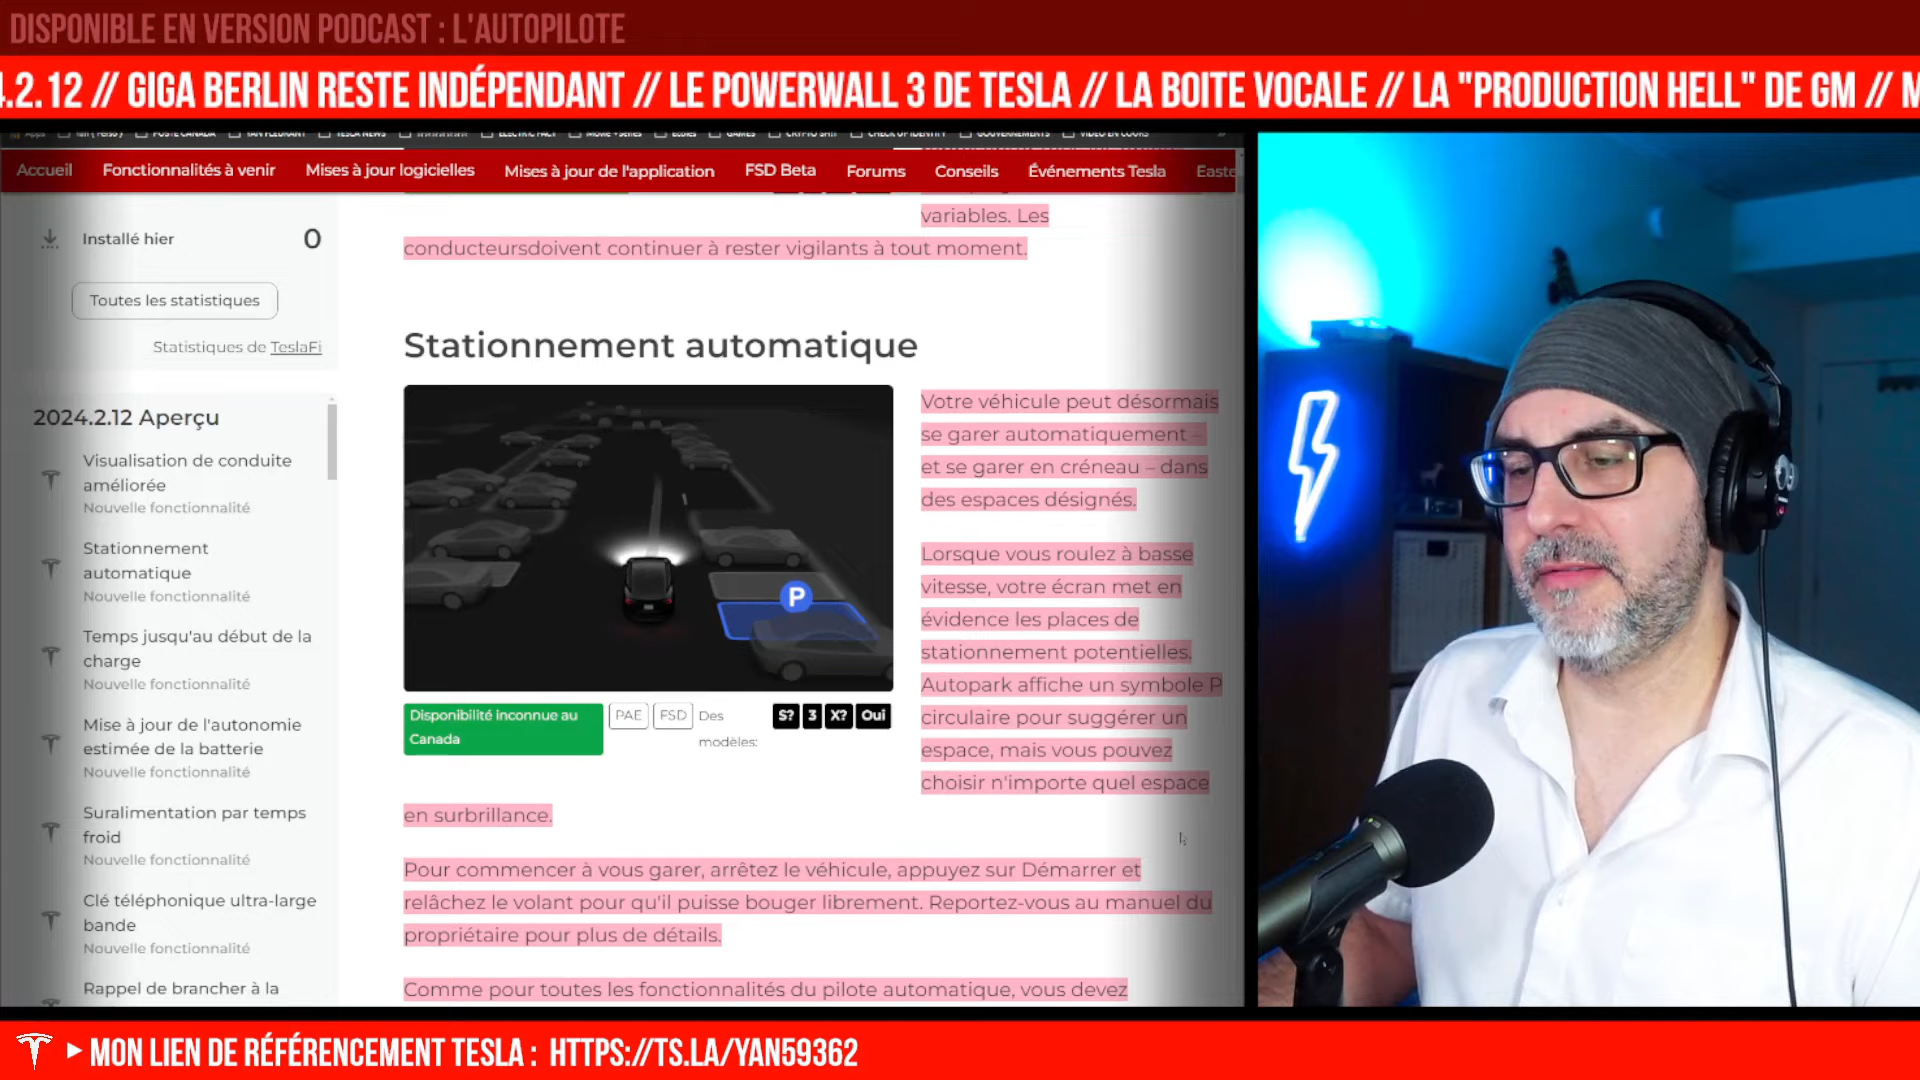 DISPONIBLE EN VERSION PODCAST : L'AUTOPILOTE
.2.12 // GIGA BERLIN RESTE INDÉPENDANT // LE POWERWALL 3 DE TESLA // LA BOITE VOCALE // LA "PRODUCTION HELL" DE GM // M
Accueil Fonctionnalités à venir Mises à jour logicielles Mises à jour de l'application FSD Beta Forums Conseils Événements Tesla Easte
Installé hier 0
Toutes les statistiques
Statistiques de TeslaFi
2024.2.12 Aperçu
Visualisation de conduite
améliorée
Nouvelle fonctionnalité
Stationnement
automatique
Nouvelle fonctionnalité
Temps jusqu'au début de la
charge
Nouvelle fonctionnalité
Mise à jour de l'autonomie
estimée de la batterie
Nouvelle fonctionnalité
Suralimentation par temps
froid
Nouvelle fonctionnalité
Clé téléphonique ultra-large
bande
Nouvelle fonctionnalité
Rappel de brancher à la
variables. Les
conducteursdoivent continuer à rester vigilants à tout moment.
Stationnement automatique
P
Disponibilité inconnue au
Canada
PAE FSD Des
modèles:
S? 3 X? Oui
Votre véhicule peut désormais
se garer automatiquement –
et se garer en créneau – dans
des espaces désignés.
Lorsque vous roulez à basse
vitesse, votre écran met en
évidence les places de
stationnement potentielles.
Autopark affiche un symbole P
circulaire pour suggérer un
espace, mais vous pouvez
choisir n'importe quel espace
en surbrillance.
Pour commencer à vous garer, arrêtez le véhicule, appuyez sur Démarrer et
relâchez le volant pour qu'il puisse bouger librement. Reportez-vous au manuel du
propriétaire pour plus de détails.
Comme pour toutes les fonctionnalités du pilote automatique, vous devez
MON LIEN DE RÉFÉRENCEMENT TESLA : HTTPS://TS.LA/YAN59362